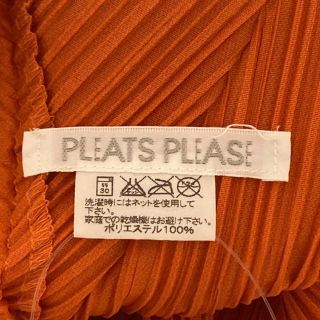 PLEATS PLEASE
30
洗濯時にはネットを使用して
下さい。
家庭での乾燥機はお避け下さい。
ポリエステル100%